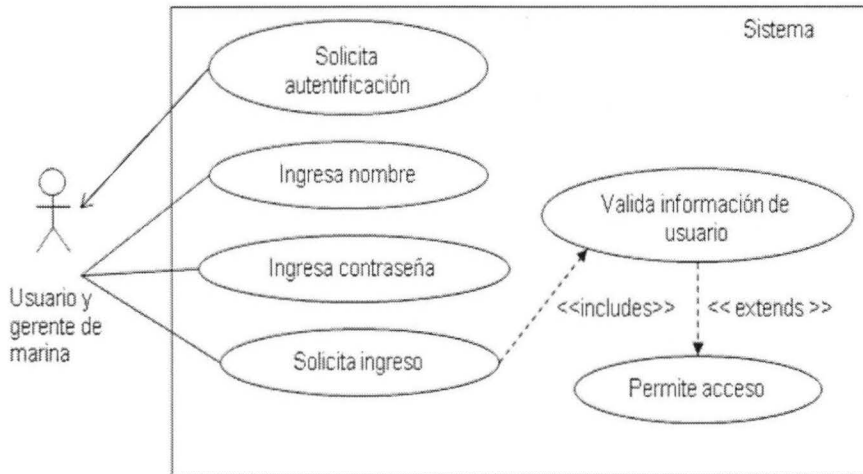 Sistema
Solicita
autentificación
Ingresa nombre
Valida información de
usuario
Ingresa contraseña
Usuario y
gerente de
marina
<<includes>>
<< extends >>
Solicita ingreso
Permite acceso